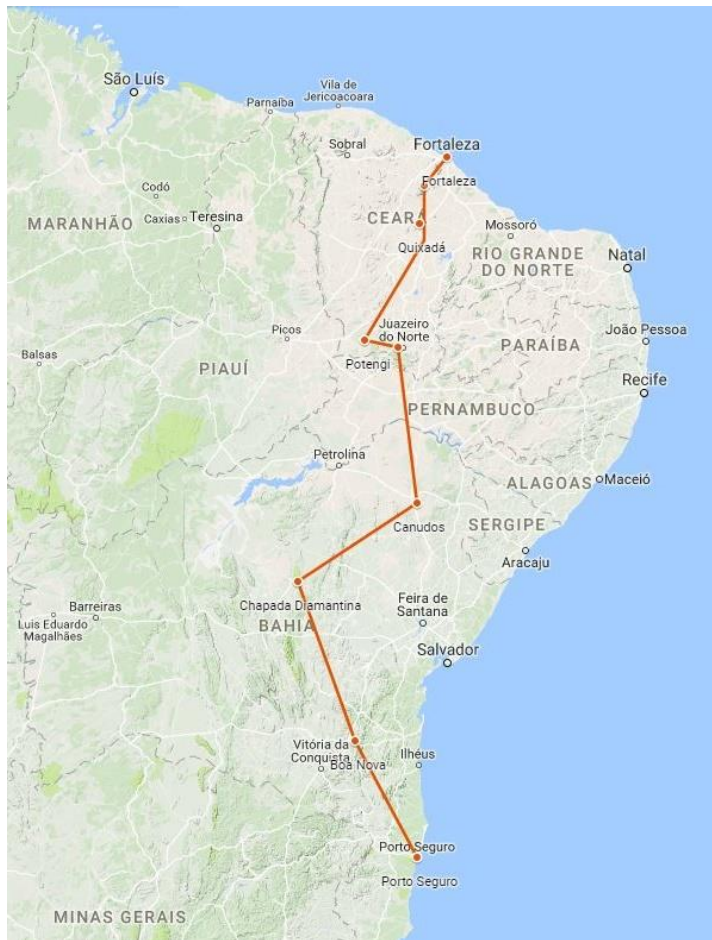 São Luís
Vila de
Jericoacoara
Parnaíba
Fortaleza
Sobral
Fortaleza
Codó
Caxias
Teresina
MARANHÃO
CEARÁ
Mossoró
Quixadá
RIO GRANDE
DO NORTE
Natal
Picos
Juazeiro
do Norte
João Pessoa
PARAÍBA
Balsas
PIAUÍ
Potengi
Recife
PERNAMBUCO
Petrolina
ALAGOAS
Maceió
Canudos
SERGIPE
Aracaju
Chapada Diamantina
Barreiras
Luis Eduardo
Magalhães
BAHIA
Feira de
Santana
Salvador
Vitória da
Conquista
Boa Nova
Ilhéus
Porto Seguro
Porto Seguro
MINAS GERAIS